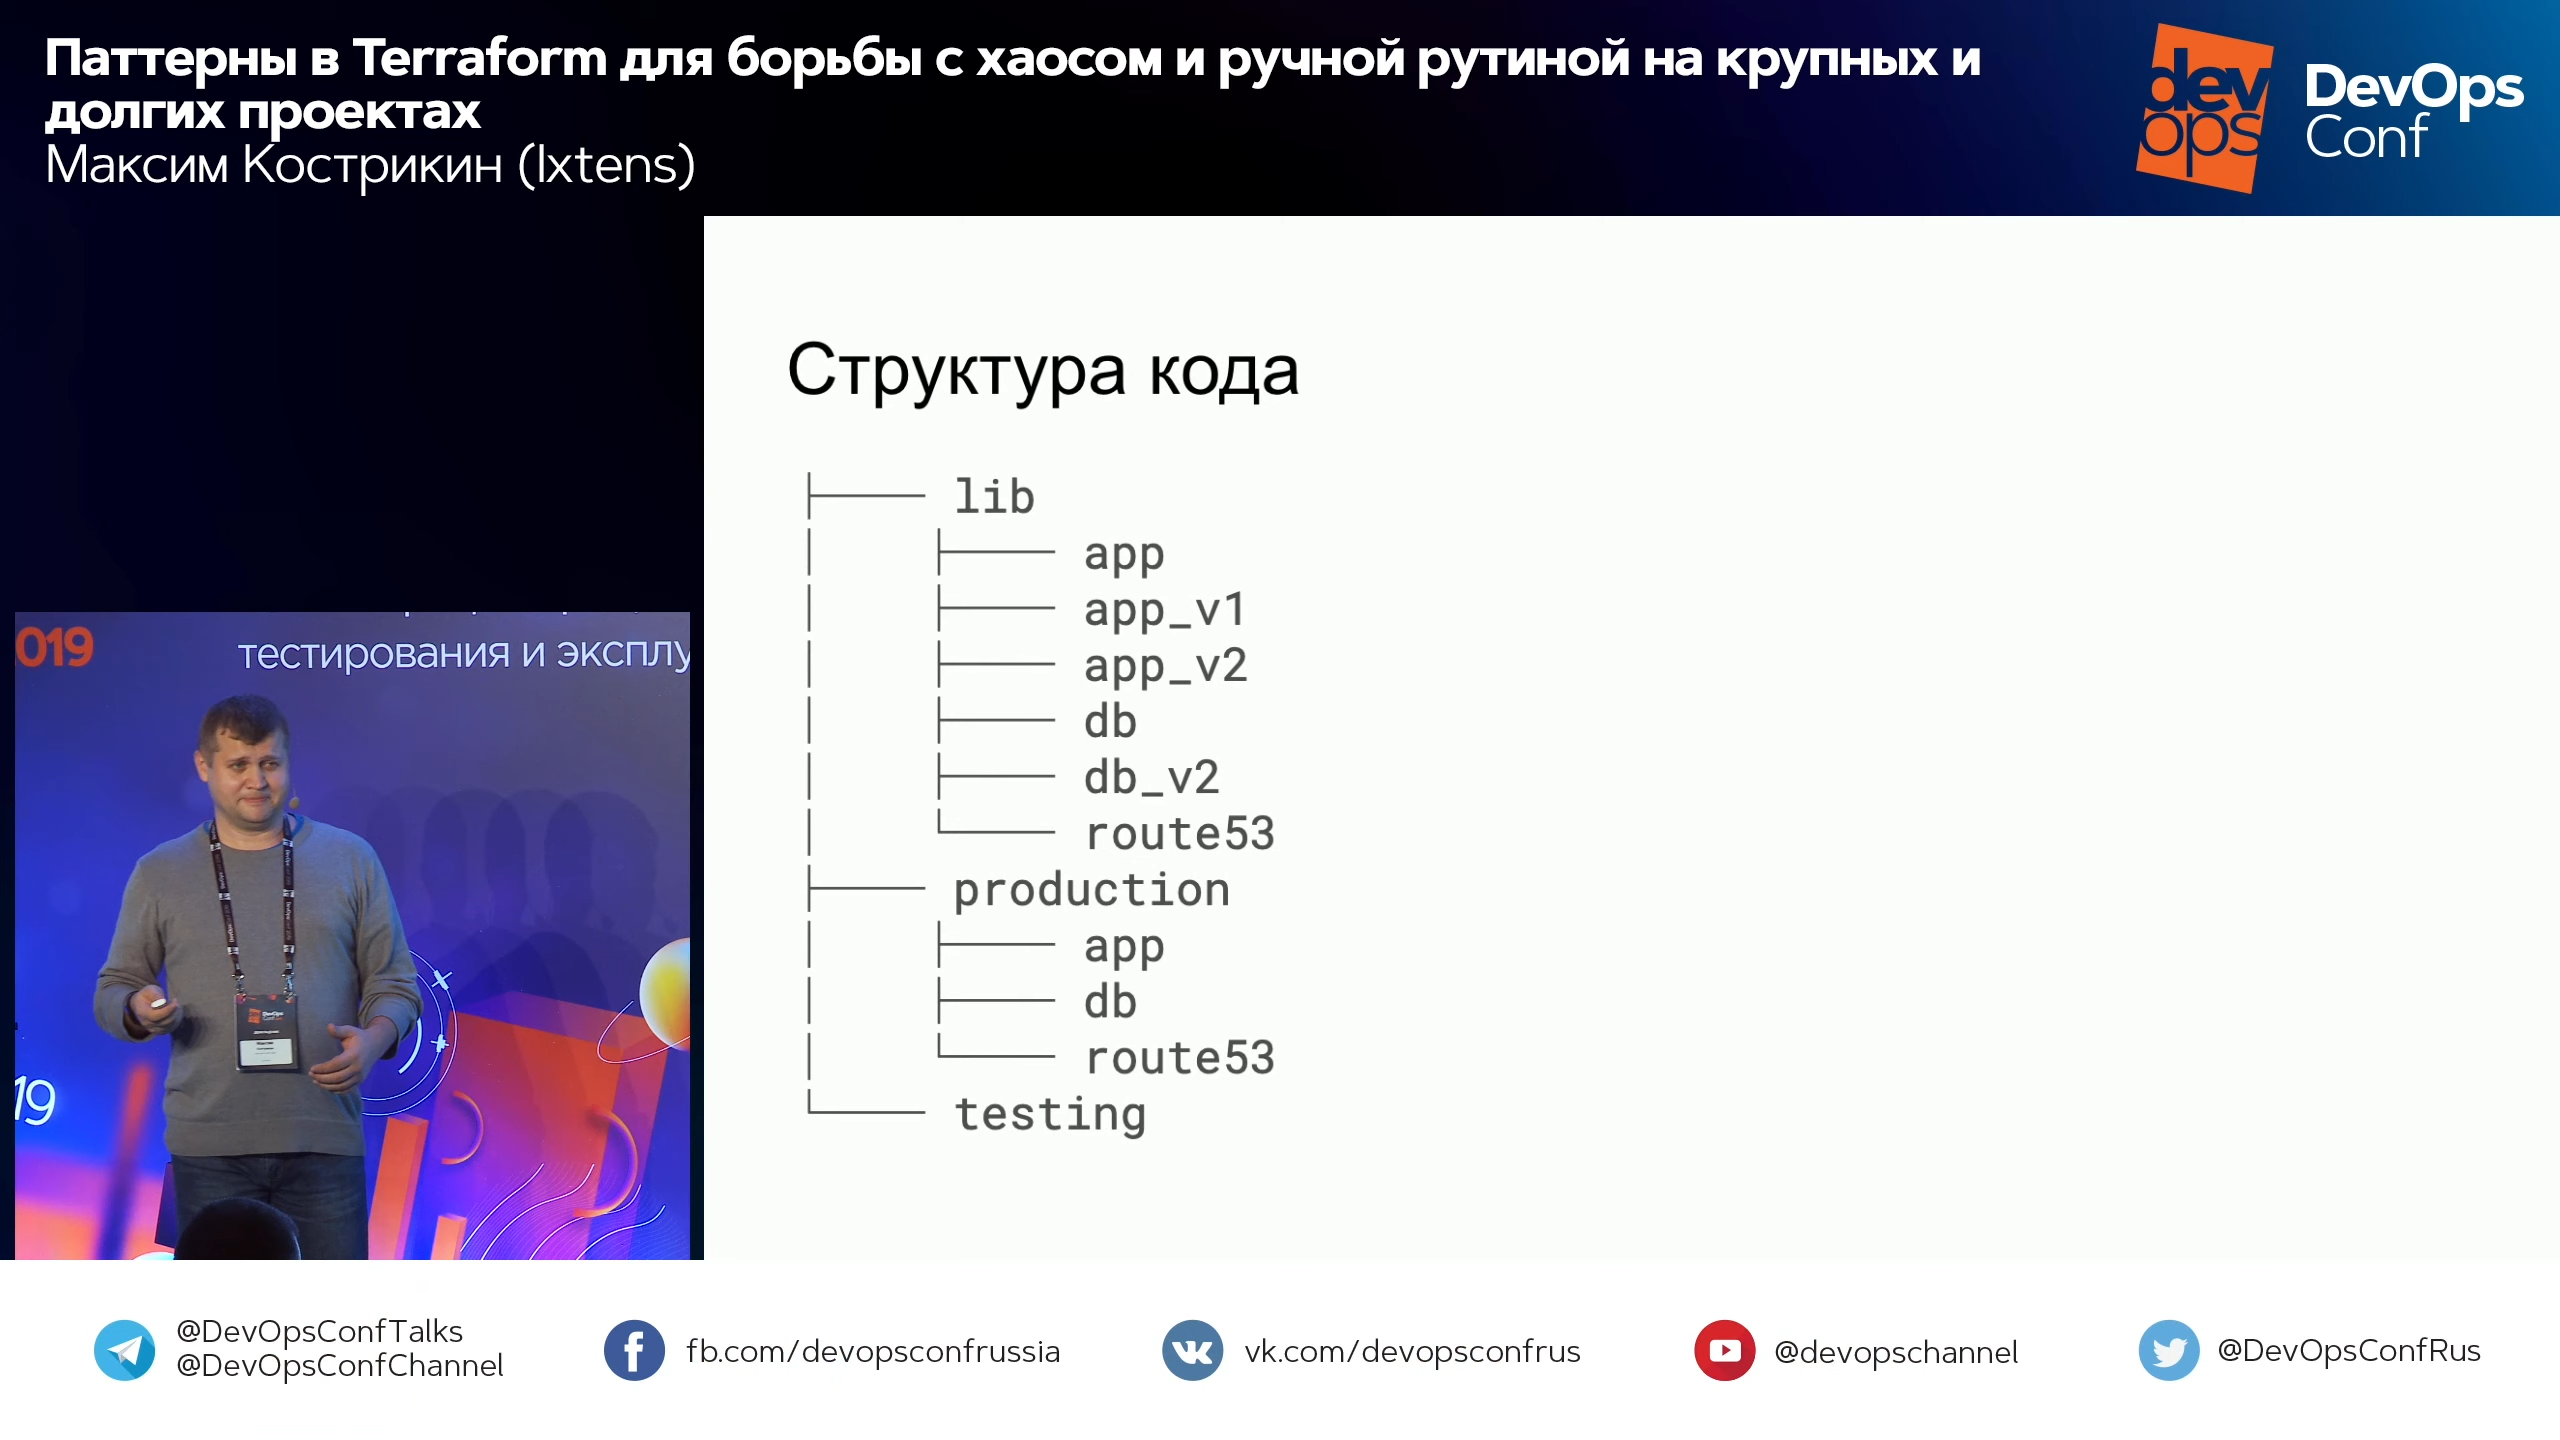 Паттерны в Terraform для борьбы с хаосом и ручной рутиной на крупных и
долгих проектах
Максим Кострикин (Ixtens)
dev
ops
DevOps
Conf
Структура кода
lib
app
app_v1
app_v2
db
db_v2
route53
production
app
db
route53
testing
019
тестирования и эксплу
19
@DevOpsConfTalks
@DevOpsConfChannel
fb.com/devopsconfrussia
vk.com/devopsconfrus
@devopschannel
@DevOpsConfRus